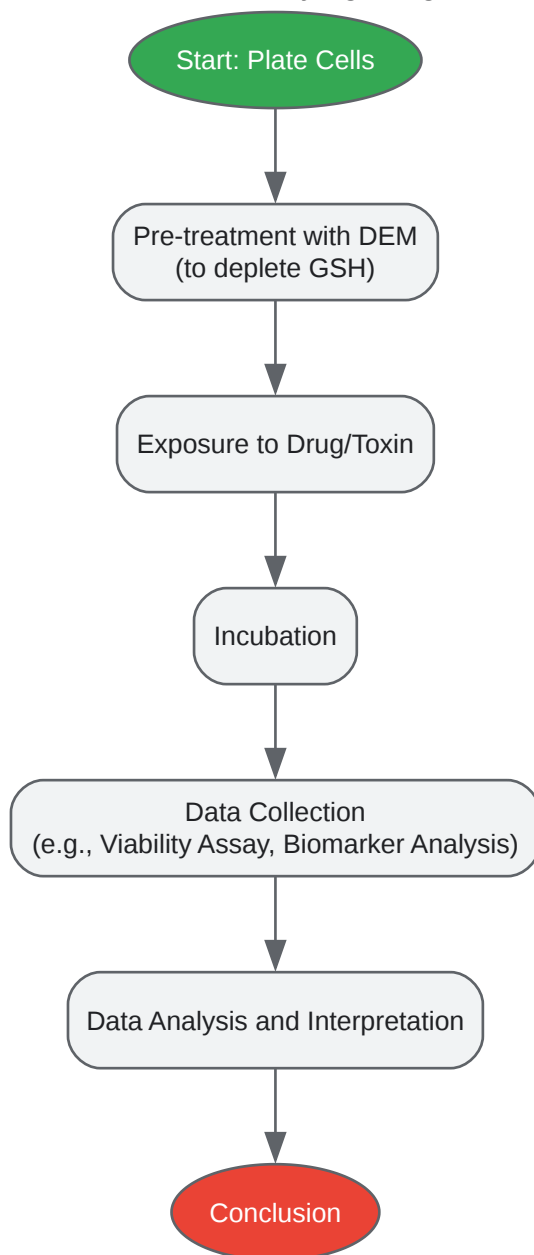 Start: Plate Cells
Pre-treatment with DEM
(to deplete GSH)
Exposure to Drug/Toxin
Incubation
Data Collection
(e.g., Viability Assay, Biomarker Analysis)
Data Analysis and Interpretation
Conclusion